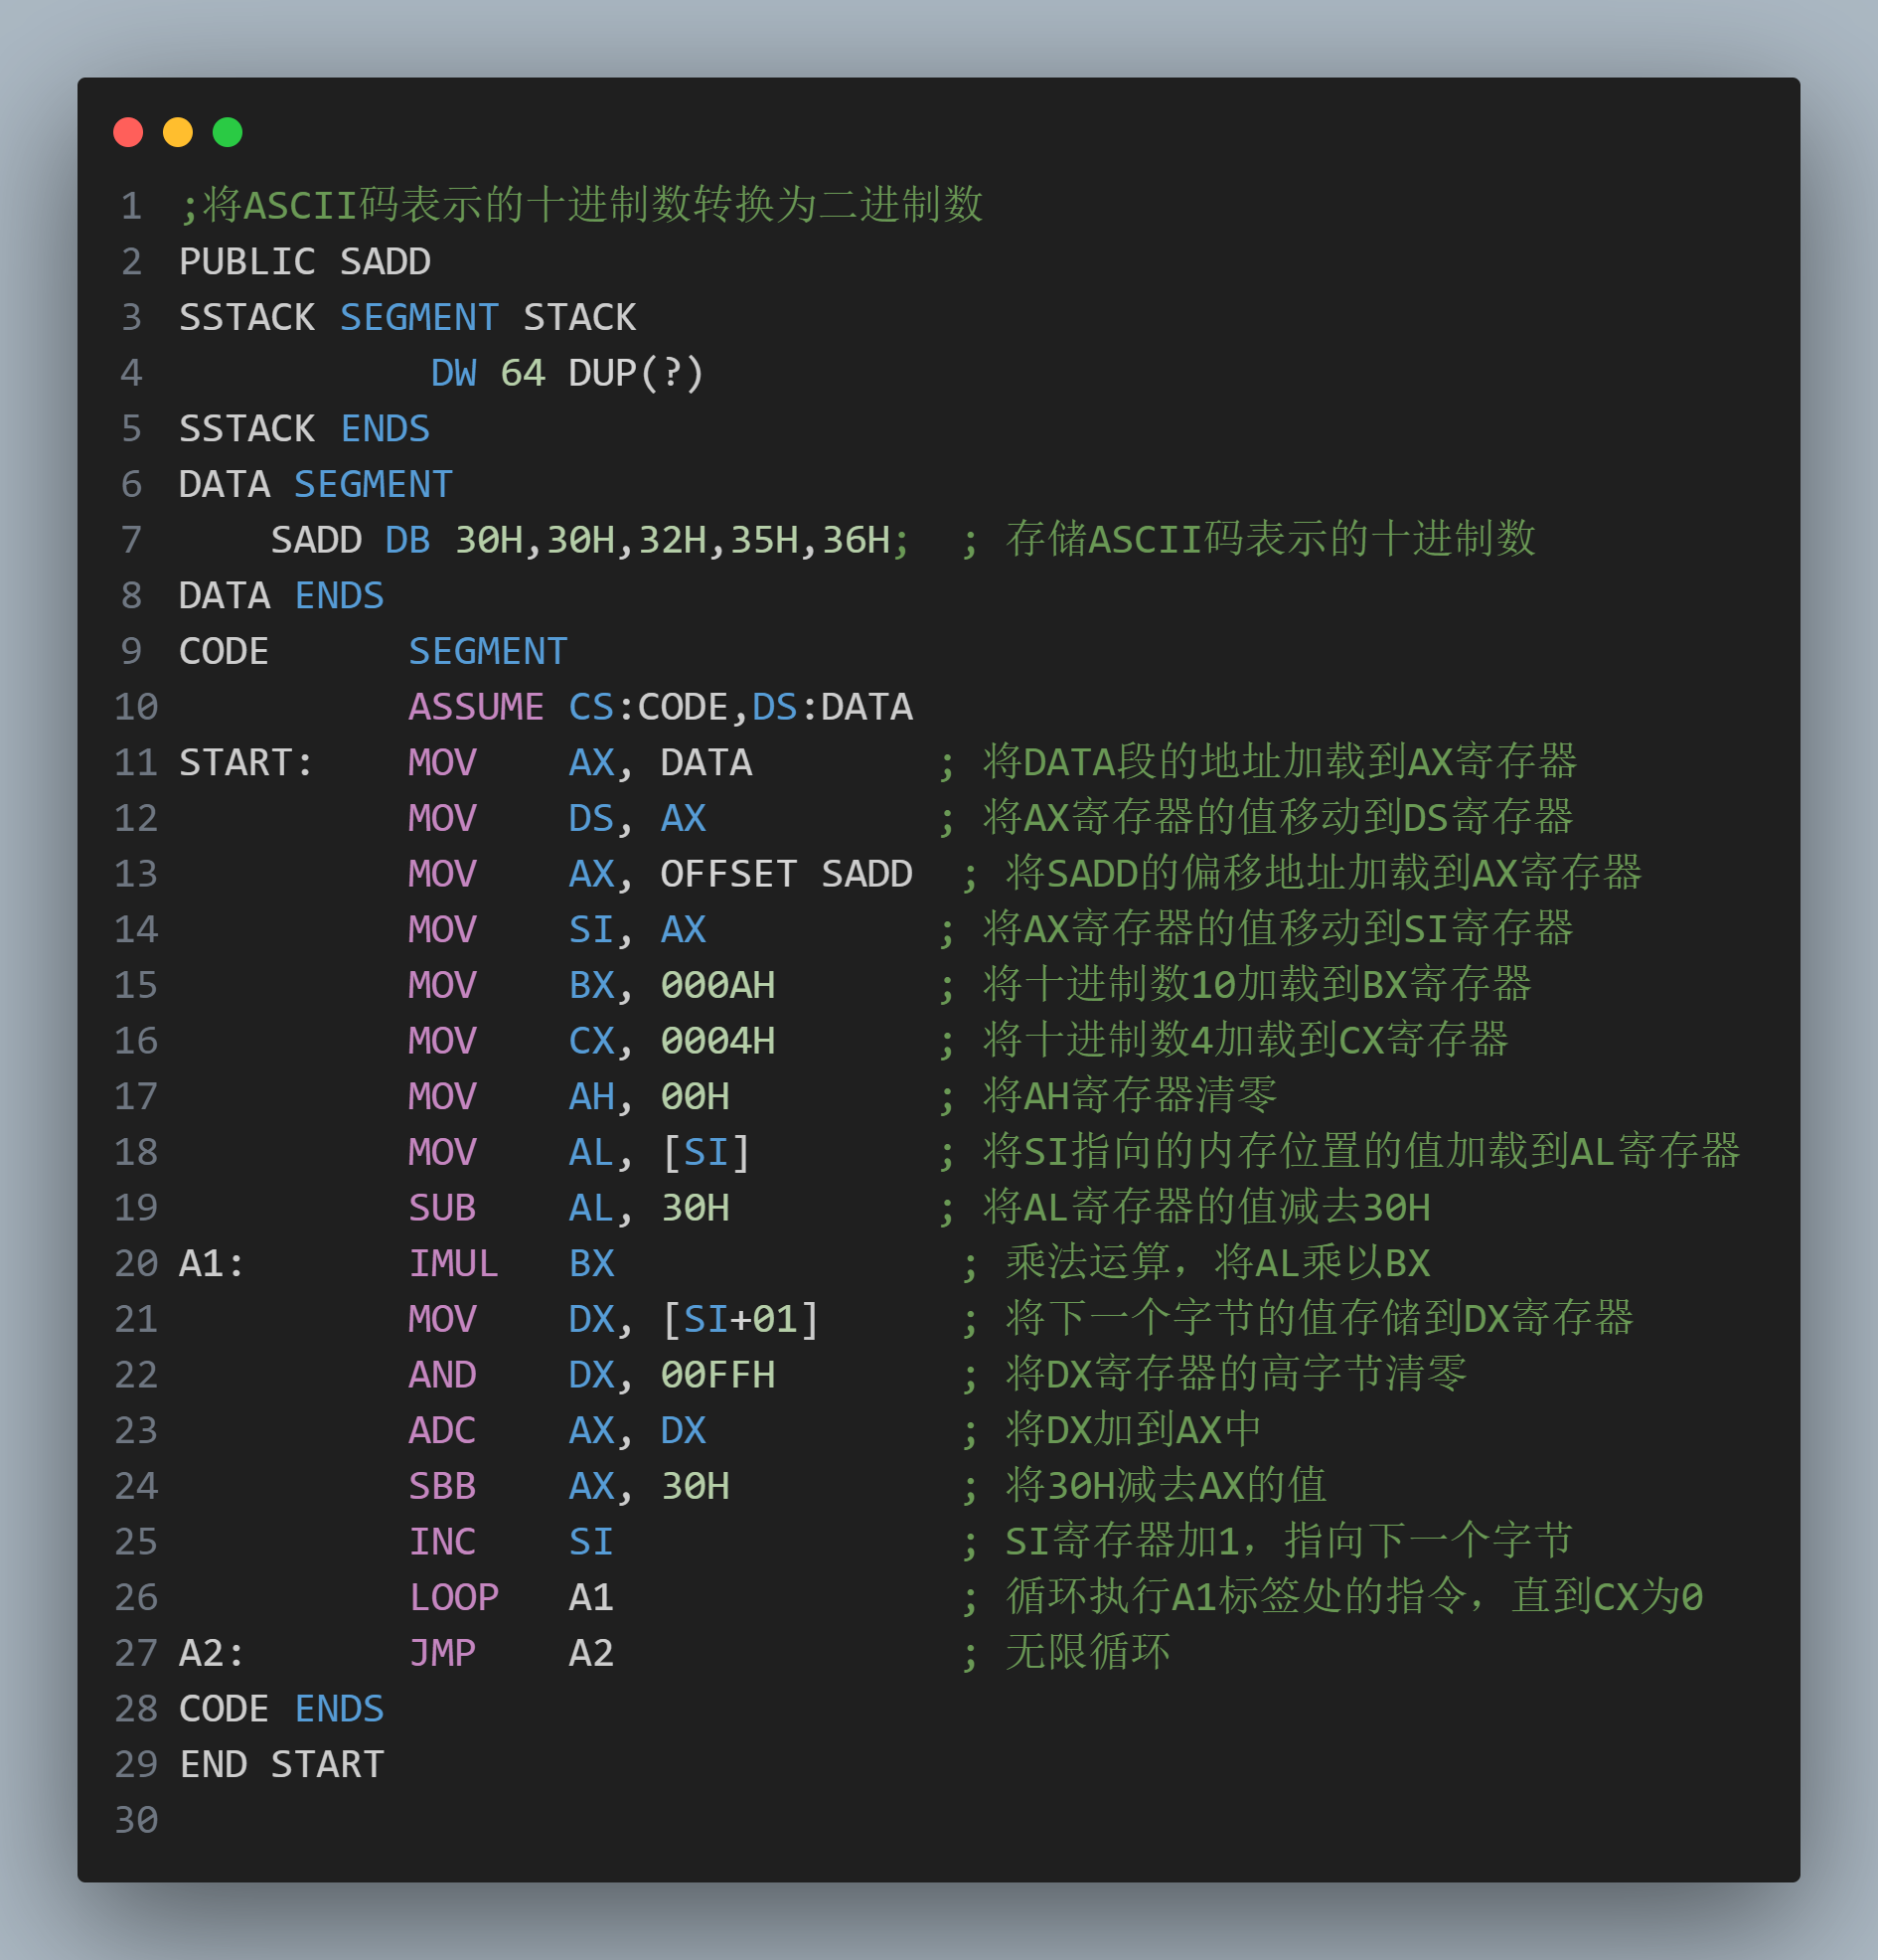 1 ;将ASCII码表示的十进制数转换为二进制数
2 PUBLIC SADD
3 SSTACK SEGMENT STACK
4            DW 64 DUP(?)
5 SSTACK ENDS
6 DATA SEGMENT
7     SADD DB 30H,30H,32H,35H,36H;  ; 存储ASCII码表示的十进制数
8 DATA ENDS
9 CODE      SEGMENT
10           ASSUME CS:CODE,DS:DATA
11 START:    MOV    AX, DATA        ; 将DATA段的地址加载到AX寄存器
12           MOV    DS, AX          ; 将AX寄存器的值移动到DS寄存器
13           MOV    AX, OFFSET SADD  ; 将SADD的偏移地址加载到AX寄存器
14           MOV    SI, AX          ; 将AX寄存器的值移动到SI寄存器
15           MOV    BX, 000AH       ; 将十进制数10加载到BX寄存器
16           MOV    CX, 0004H       ; 将十进制数4加载到CX寄存器
17           MOV    AH, 00H         ; 将AH寄存器清零
18           MOV    AL, [SI]        ; 将SI指向的内存位置的值加载到AL寄存器
19           SUB    AL, 30H         ; 将AL寄存器的值减去30H
20 A1:       IMUL   BX               ; 乘法运算，将AL乘以BX
21           MOV    DX, [SI+01]      ; 将下一个字节的值存储到DX寄存器
22           AND    DX, 00FFH        ; 将DX寄存器的高字节清零
23           ADC    AX, DX           ; 将DX加到AX中
24           SBB    AX, 30H          ; 将30H减去AX的值
25           INC    SI               ; SI寄存器加1，指向下一个字节
26           LOOP   A1               ; 循环执行A1标签处的指令，直到CX为0
27 A2:       JMP    A2               ; 无限循环
28 CODE ENDS
29 END START
30